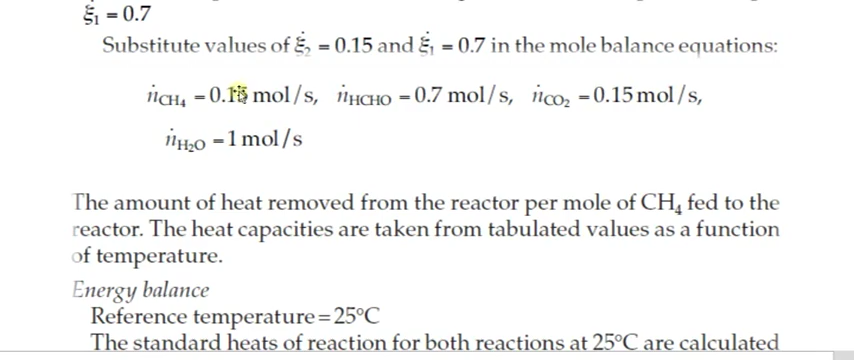 ξ̇₁ = 0.7
Substitute values of ξ̇₂ = 0.15 and ξ̇₁ = 0.7 in the mole balance equations:
ṅCH₄ = 0.15 mol/s, ṅHCHO = 0.7 mol/s, ṅCO₂ = 0.15 mol/s,
ṅH₂O = 1 mol/s
The amount of heat removed from the reactor per mole of CH₄ fed to the
reactor. The heat capacities are taken from tabulated values as a function
of temperature.
Energy balance
Reference temperature = 25°C
The standard heats of reaction for both reactions at 25°C are calculated